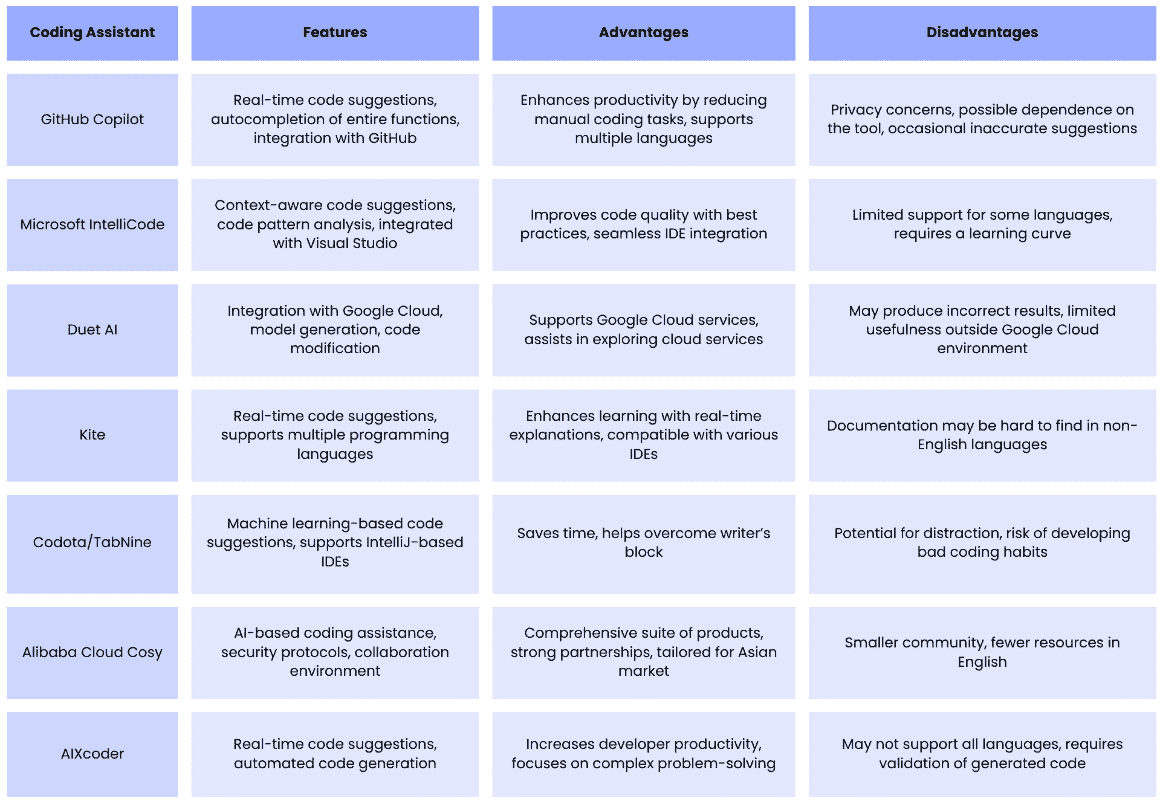 Coding Assistant
Features
Advantages
Disadvantages
GitHub Copilot
Real-time code suggestions,
autocompletion of entire functions,
integration with GitHub
Enhances productivity by reducing
manual coding tasks, supports
multiple languages
Privacy concerns, possible dependence on
the tool, occasional inaccurate suggestions
Microsoft IntelliCode
Context-aware code suggestions,
code pattern analysis, integrated
with Visual Studio
Improves code quality with best
practices, seamless IDE integration
Limited support for some languages,
requires a learning curve
Duet AI
Integration with Google Cloud,
model generation, code
modification
Supports Google Cloud services,
assists in exploring cloud services
May produce incorrect results, limited
usefulness outside Google Cloud
environment
Kite
Real-time code suggestions,
supports multiple programming
languages
Enhances learning with real-time
explanations, compatible with various
IDEs
Documentation may be hard to find in non-
English languages
Codota/TabNine
Machine learning-based code
suggestions, supports IntelliJ-based
IDEs
Saves time, helps overcome writer's
block
Potential for distraction, risk of developing
bad coding habits
Alibaba Cloud Cosy
AI-based coding assistance,
security protocols, collaboration
environment
Comprehensive suite of products,
strong partnerships, tailored for Asian
market
Smaller community, fewer resources in
English
AIXcoder
Real-time code suggestions,
automated code generation
Increases developer productivity,
focuses on complex problem-solving
May not support all languages, requires
validation of generated code